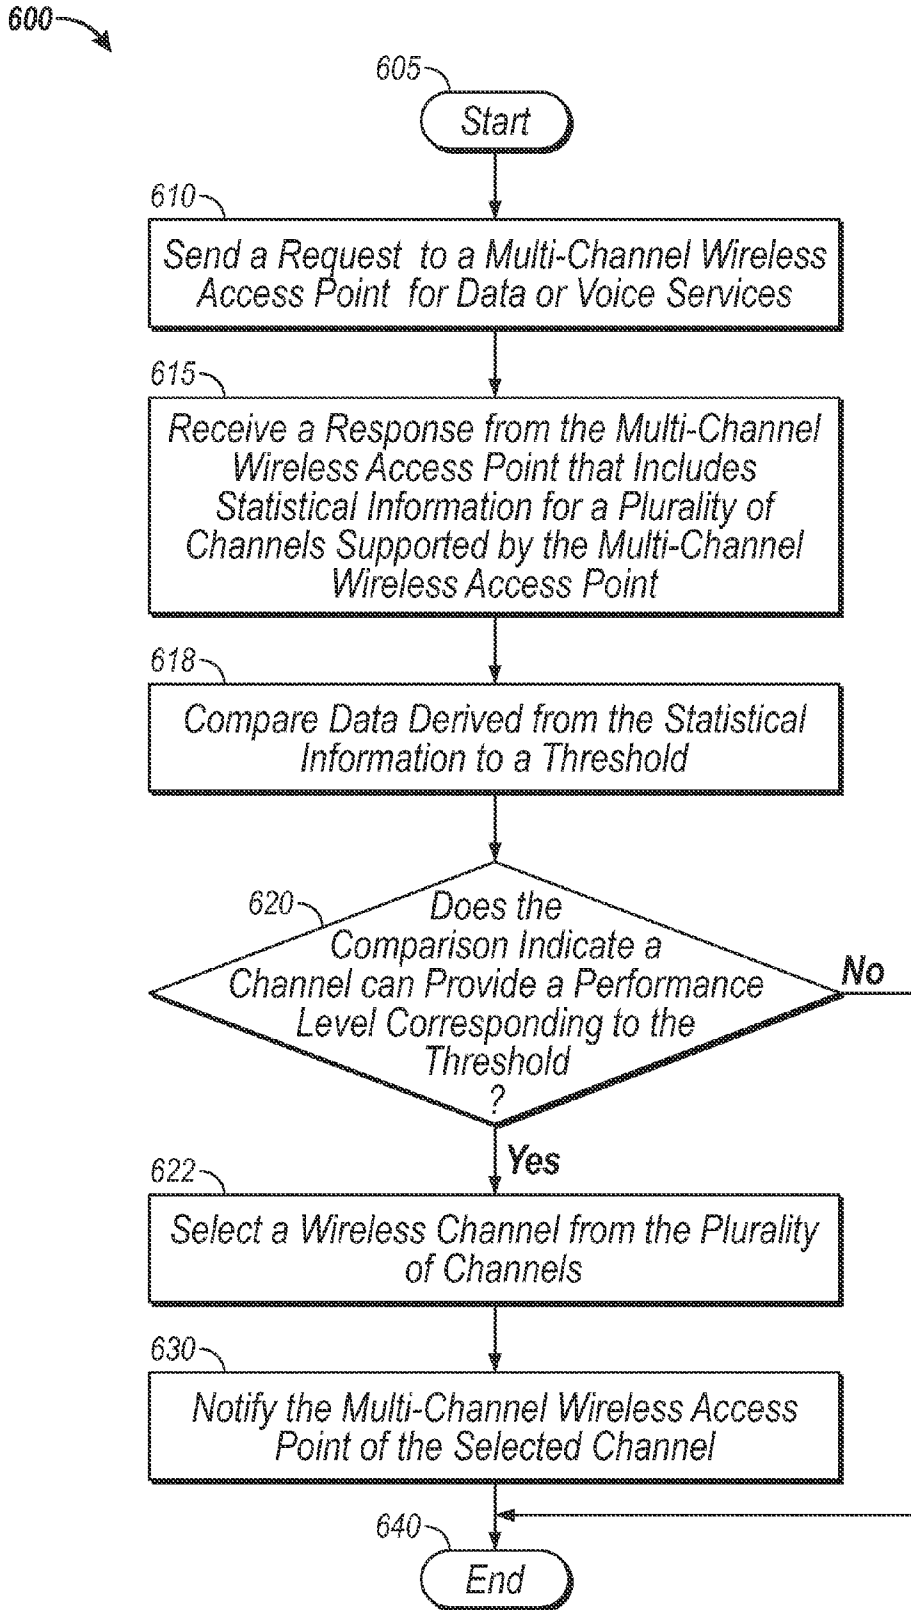 600
605
Start
610
Send a Request to a Multi-Channel Wireless
Access Point for Data or Voice Services
615
Receive a Response from the Multi-Channel
Wireless Access Point that Includes
Statistical Information for a Plurality of
Channels Supported by the Multi-Channel
Wireless Access Point
618
Compare Data Derived from the Statistical
Information to a Threshold
620
Does the
Comparison Indicate a
Channel can Provide a Performance
Level Corresponding to the
Threshold
?
No
Yes
622
Select a Wireless Channel from the Plurality
of Channels
630
Notify the Multi-Channel Wireless Access
Point of the Selected Channel
640
End